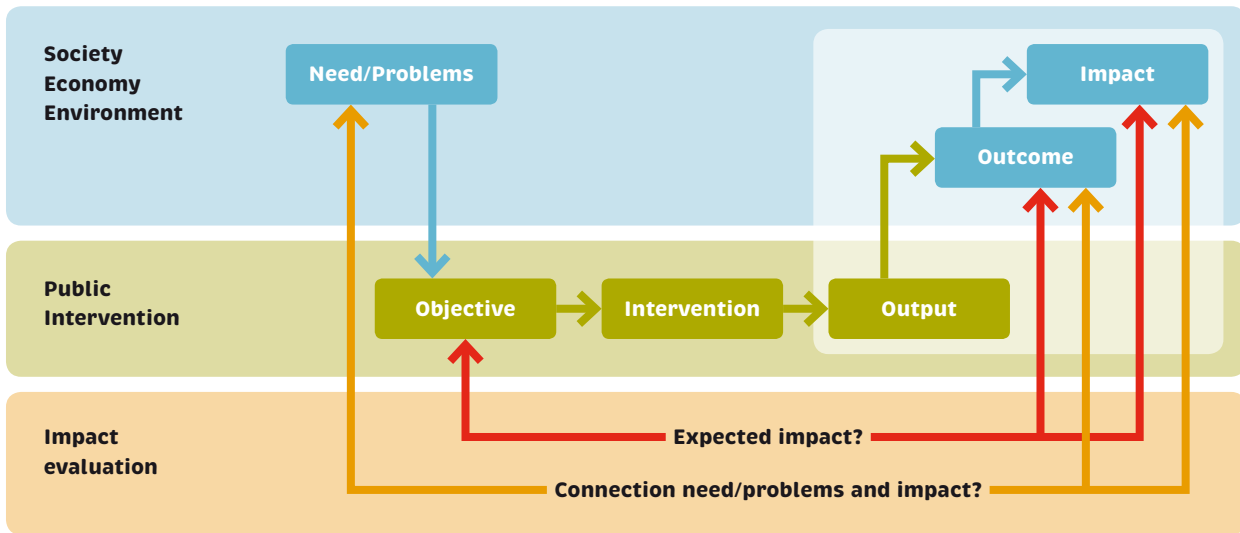 Society
Economy
Environment
Need/Problems
Impact
Outcome
Public
Intervention
Objective
Intervention
Output
Impact
evaluation
Expected impact?
Connection need/problems and impact?